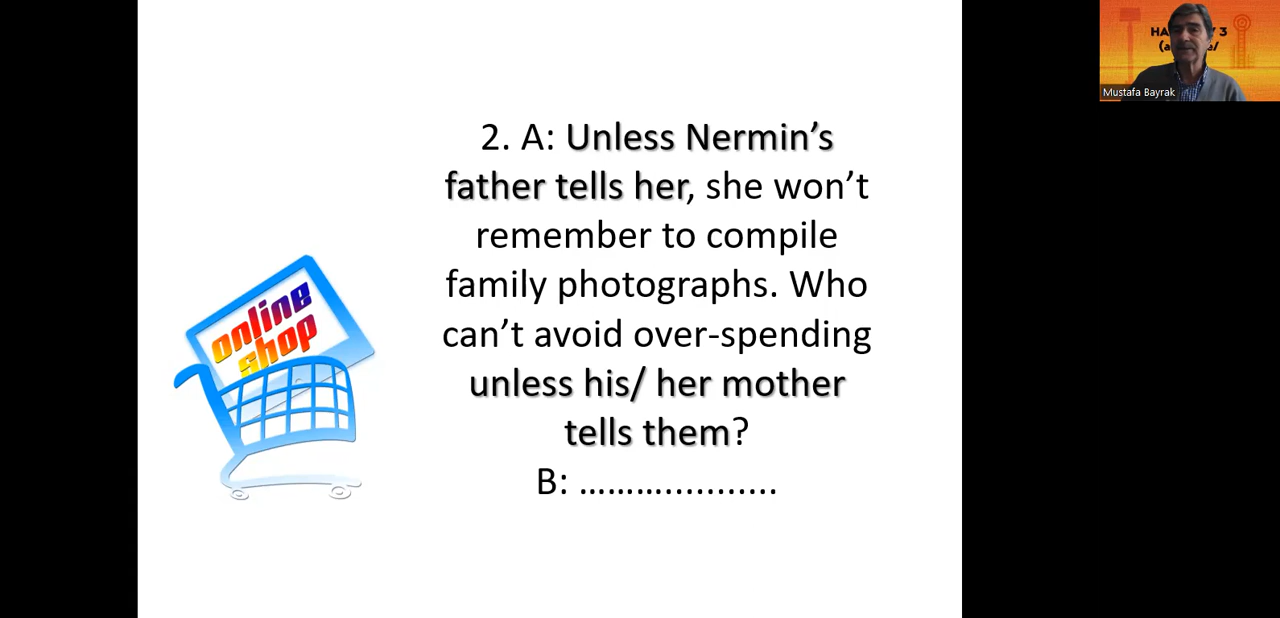 2. A: Unless Nermin’s
father tells her, she won’t
remember to compile
family photographs. Who
can’t avoid over-spending
unless his/ her mother
tells them?
B: ………...........
online
shop
Mustafa Bayrak